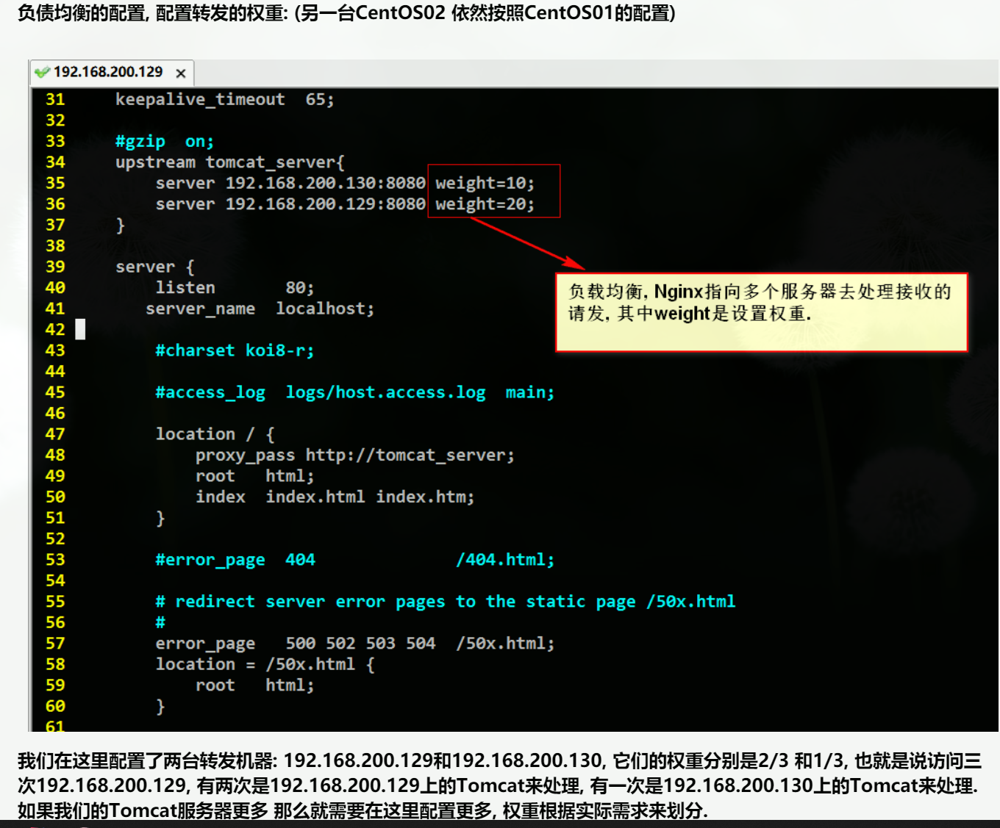 负债均衡的配置, 配置转发的权重: (另一台CentOS02 依然按照CentOS01的配置)
192.168.200.129 ×
31 keepalive_timeout 65;
32
33 #gzip on;
34 upstream tomcat_server{
35 server 192.168.200.130:8080 weight=10;
36 server 192.168.200.129:8080 weight=20;
37 }
38
39 server {
40 listen 80;
41 server_name localhost;
42
43 #charset koi8-r;
44
45 #access_log logs/host.access.log main;
46
47 location / {
48 proxy_pass http://tomcat_server;
49 root html;
50 index index.html index.htm;
51 }
52
53 #error_page 404 /404.html;
54
55 # redirect server error pages to the static page /50x.html
56 #
57 error_page 500 502 503 504 /50x.html;
58 location = /50x.html {
59 root html;
60 }
61
负载均衡, Nginx指向多个服务器去处理接收的
请发, 其中weight是设置权重.
我们在这里配置了两台转发机器: 192.168.200.129和192.168.200.130, 它们的权重分别是2/3 和1/3, 也就是说访问三
次192.168.200.129, 有两次是192.168.200.129上的Tomcat来处理, 有一次是192.168.200.130上的Tomcat来处理.
如果我们的Tomcat服务器更多 那么就需要在这里配置更多, 权重根据实际需求来划分.